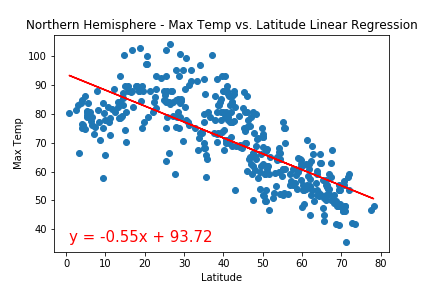 Northern Hemisphere - Max Temp vs. Latitude Linear Regression
100
90
80
70
60
50
40
Max Temp
y = -0.55x + 93.72
0 10 20 30 40 50 60 70 80
Latitude